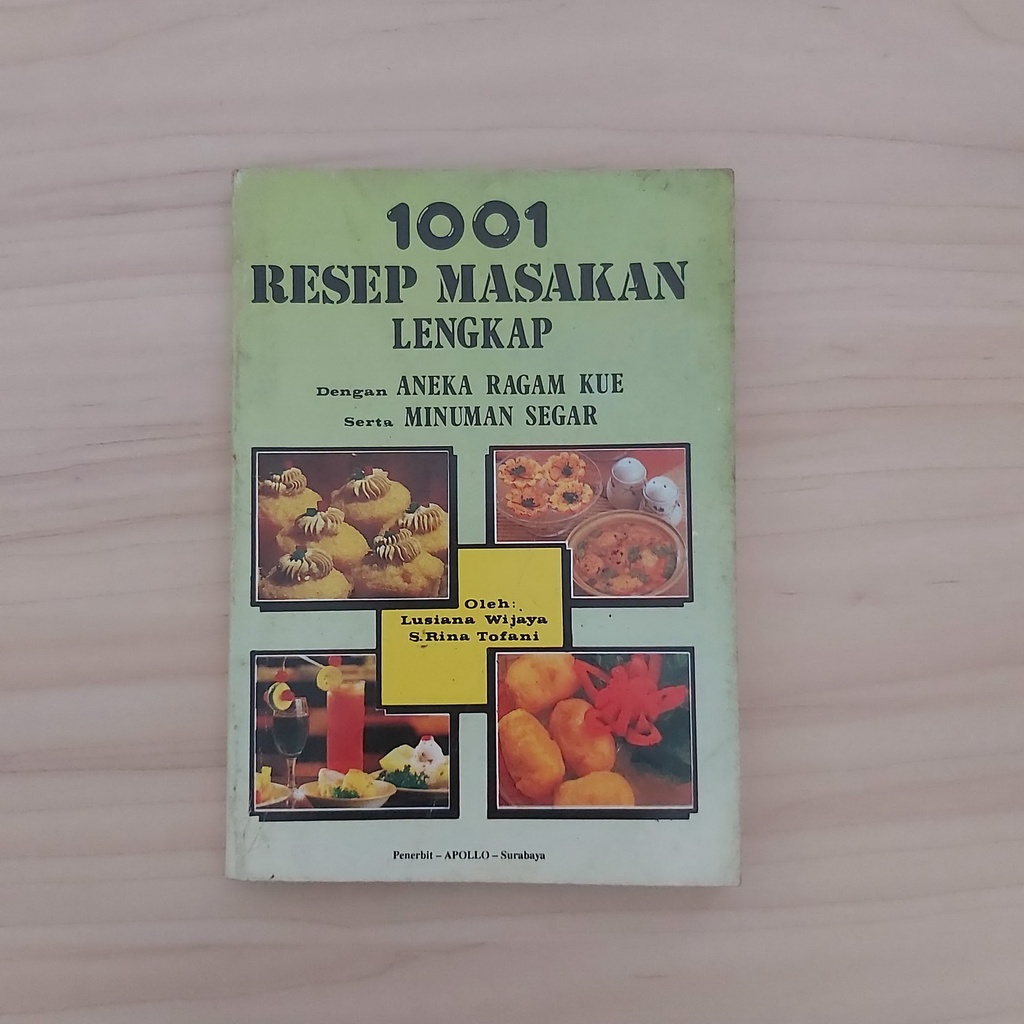 1001
RESEP MASAKAN
LENGKAP
Dengan ANEKA RAGAM KUE
Serta MINUMAN SEGAR
Oleh:
Lusiana Wijaya
S.Rina Tofani
Penerbit – APOLLO – Surabaya